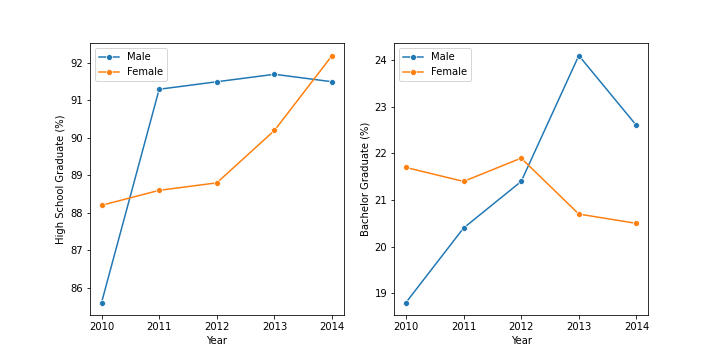 Male
Female
92
91
90
89
88
87
86
High School Graduate (%)
2010 2011 2012 2013 2014
Year
Male
Female
24
23
22
21
20
19
Bachelor Graduate (%)
2010 2011 2012 2013 2014
Year